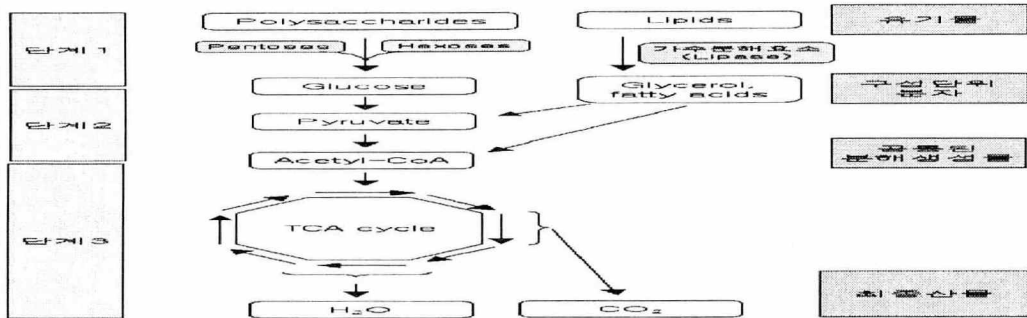 Polysaccharides
Lipids
유기물
단계 1
Pentoses
Hexoses
가수분해효소
(Lipase)
Glucose
Glycerol,
fatty acids
구성단위
분자
단계 2
Pyruvate
Acetyl-CoA
공통된
분해생성물
단계 3
TCA cycle
최종산물
H₂O
CO₂